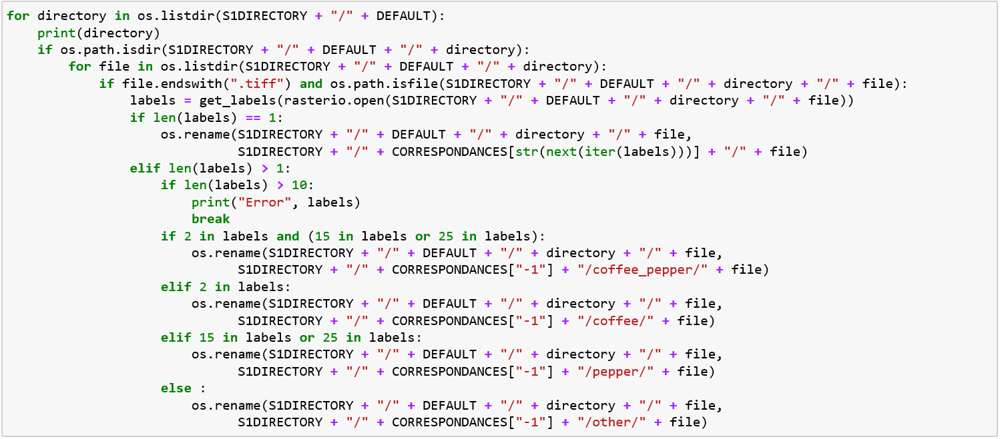 for directory in os.listdir(S1DIRECTORY + "/" + DEFAULT):
    print(directory)
    if os.path.isdir(S1DIRECTORY + "/" + DEFAULT + "/" + directory):
        for file in os.listdir(S1DIRECTORY + "/" + DEFAULT + "/" + directory):
            if file.endswith(".tiff") and os.path.isfile(S1DIRECTORY + "/" + DEFAULT + "/" + directory + "/" + file):
                labels = get_labels(rasterio.open(S1DIRECTORY + "/" + DEFAULT + "/" + directory + "/" + file))
                if len(labels) == 1:
                    os.rename(S1DIRECTORY + "/" + DEFAULT + "/" + directory + "/" + file,
                              S1DIRECTORY + "/" + CORRESPONDANCES[str(next(iter(labels)))] + "/" + file)
                elif len(labels) > 1:
                    if len(labels) > 10:
                        print("Error", labels)
                        break
                    if 2 in labels and (15 in labels or 25 in labels):
                        os.rename(S1DIRECTORY + "/" + DEFAULT + "/" + directory + "/" + file,
                              S1DIRECTORY + "/" + CORRESPONDANCES["-1"] + "/coffee_pepper/" + file)
                    elif 2 in labels:
                        os.rename(S1DIRECTORY + "/" + DEFAULT + "/" + directory + "/" + file,
                              S1DIRECTORY + "/" + CORRESPONDANCES["-1"] + "/coffee/" + file)
                    elif 15 in labels or 25 in labels:
                        os.rename(S1DIRECTORY + "/" + DEFAULT + "/" + directory + "/" + file,
                              S1DIRECTORY + "/" + CORRESPONDANCES["-1"] + "/pepper/" + file)
                    else :
                        os.rename(S1DIRECTORY + "/" + DEFAULT + "/" + directory + "/" + file,
                              S1DIRECTORY + "/" + CORRESPONDANCES["-1"] + "/other/" + file)